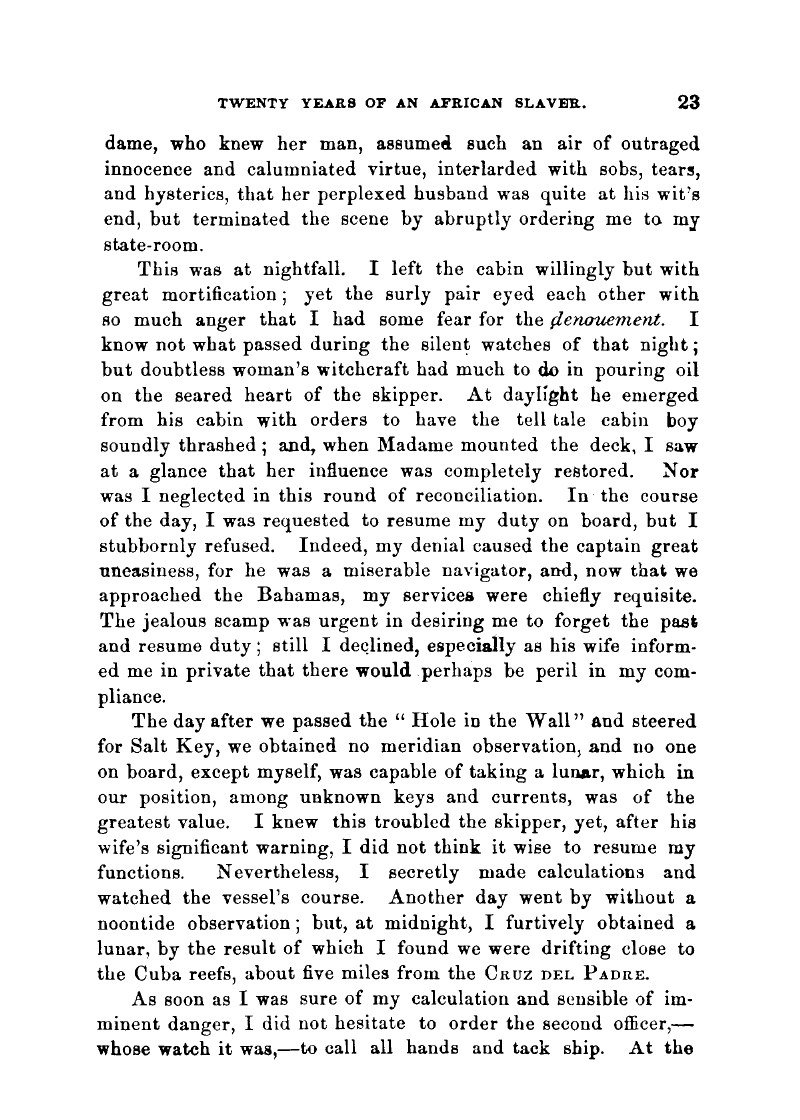 TWENTY YEARS OF AN AFRICAN SLAVER. 23
dame, who knew her man, assumed such an air of outraged
innocence and calumniated virtue, interlarded with sobs, tears,
and hysterics, that her perplexed husband was quite at his wit's
end, but terminated the scene by abruptly ordering me to my
state-room.
This was at nightfall. I left the cabin willingly but with
great mortification; yet the surly pair eyed each other with
so much anger that I had some fear for the denouement. I
know not what passed during the silent watches of that night;
but doubtless woman's witchcraft had much to do in pouring oil
on the seared heart of the skipper. At daylight he emerged
from his cabin with orders to have the tell tale cabin boy
soundly thrashed; and, when Madame mounted the deck, I saw
at a glance that her influence was completely restored. Nor
was I neglected in this round of reconciliation. In the course
of the day, I was requested to resume my duty on board, but I
stubbornly refused. Indeed, my denial caused the captain great
uneasiness, for he was a miserable navigator, and, now that we
approached the Bahamas, my services were chiefly requisite.
The jealous scamp was urgent in desiring me to forget the past
and resume duty; still I declined, especially as his wife inform-
ed me in private that there would perhaps be peril in my com-
pliance.
The day after we passed the "Hole in the Wall" and steered
for Salt Key, we obtained no meridian observation, and no one
on board, except myself, was capable of taking a lunar, which in
our position, among unknown keys and currents, was of the
greatest value. I knew this troubled the skipper, yet, after his
wife's significant warning, I did not think it wise to resume my
functions. Nevertheless, I secretly made calculations and
watched the vessel's course. Another day went by without a
noontide observation; but, at midnight, I furtively obtained a
lunar, by the result of which I found we were drifting close to
the Cuba reefs, about five miles from the CRUZ DEL PADRE.
As soon as I was sure of my calculation and sensible of im-
minent danger, I did not hesitate to order the second officer,—
whose watch it was,—to call all hands and tack ship. At the